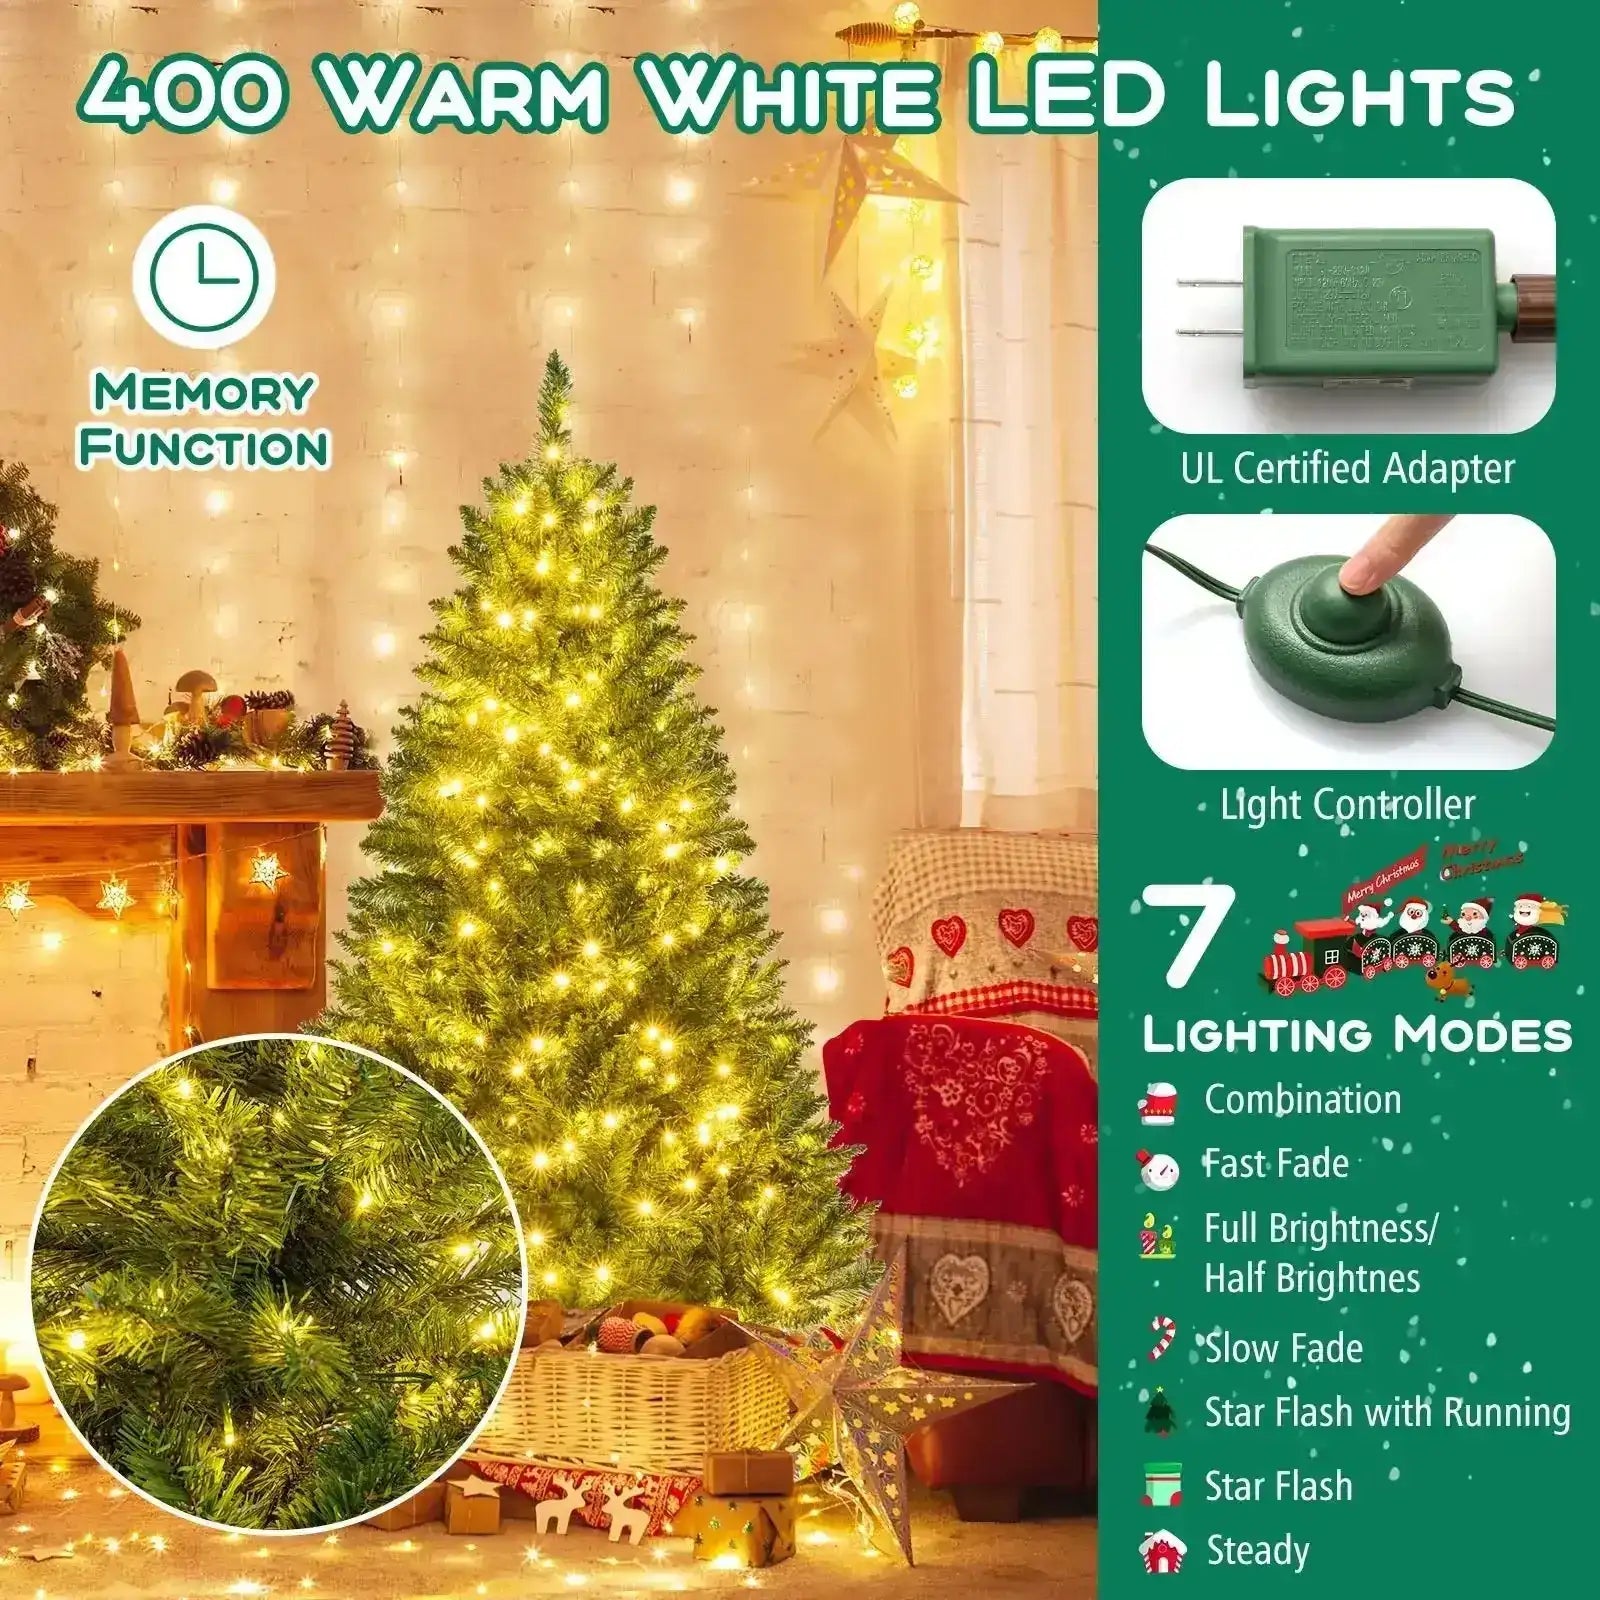 400 WARM WHITE LED LIGHTS
MEMORY
FUNCTION
UL Certified Adapter
Light Controller
Merry Christmas
Merry
Christmas
7
LIGHTING MODES
Combination
Fast Fade
Full Brightness/
Half Brightnes
Slow Fade
Star Flash with Running
Star Flash
Steady